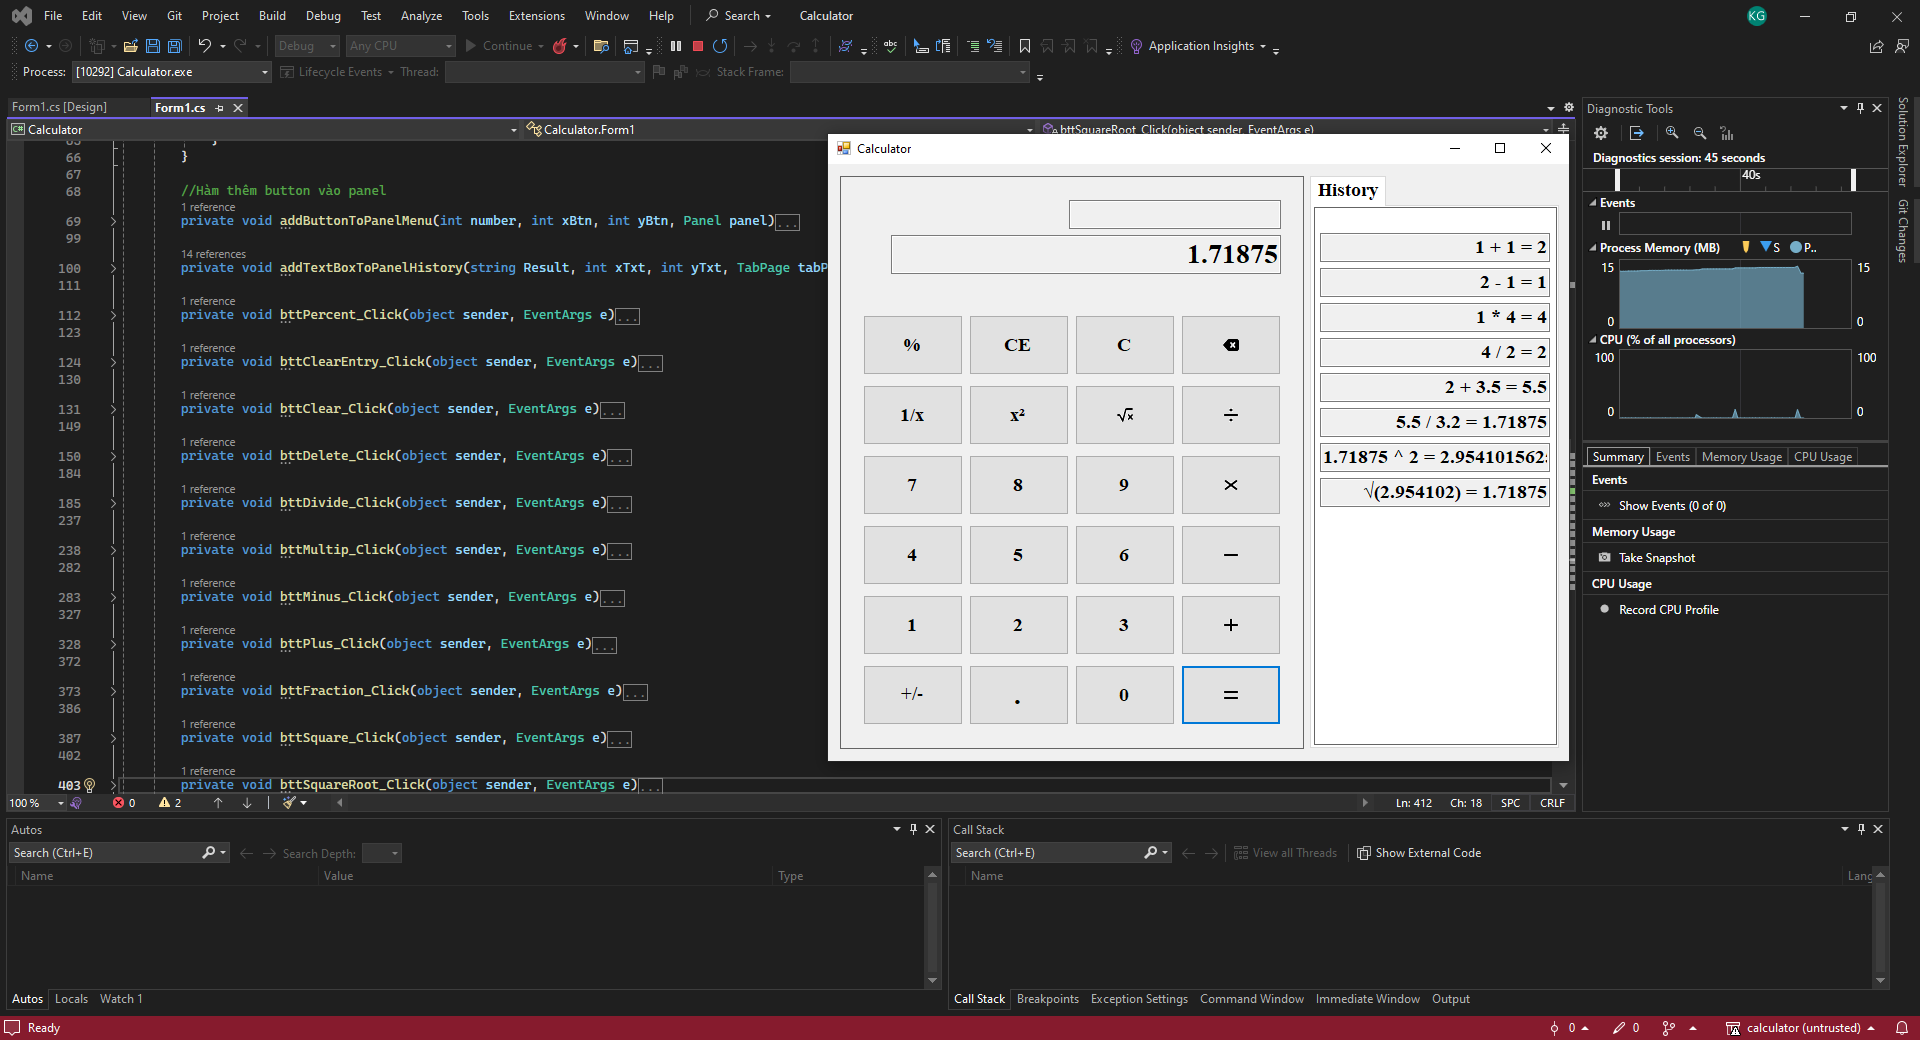 File Edit View Git Project Build Debug Test Analyze Tools Extensions Window Help Search Calculator KG
Debug Any CPU Continue Application Insights
Process: [10292] Calculator.exe Lifecycle Events Thread: Stack Frame:
Form1.cs [Design] Form1.cs
Calculator Calculator.Form1 bttSquareRoot_Click(object sender, EventArgs e)
66 }
67
68 //Hàm thêm button vào panel
1 reference
69 private void addButtonToPanelMenu(int number, int xBtn, int yBtn, Panel panel)...
99
14 references
100 private void addTextBoxToPanelHistory(string Result, int xTxt, int yTxt, TabPage tabP
111
1 reference
112 private void bttPercent_Click(object sender, EventArgs e)...
123
1 reference
124 private void bttClearEntry_Click(object sender, EventArgs e)...
130
1 reference
131 private void bttClear_Click(object sender, EventArgs e)...
149
1 reference
150 private void bttDelete_Click(object sender, EventArgs e)...
184
1 reference
185 private void bttDivide_Click(object sender, EventArgs e)...
237
1 reference
238 private void bttMultip_Click(object sender, EventArgs e)...
282
1 reference
283 private void bttMinus_Click(object sender, EventArgs e)...
327
1 reference
328 private void bttPlus_Click(object sender, EventArgs e)...
372
1 reference
373 private void bttFraction_Click(object sender, EventArgs e)...
386
1 reference
387 private void bttSquare_Click(object sender, EventArgs e)...
402
1 reference
403 private void bttSquareRoot_Click(object sender, EventArgs e)...
100 % 0 2 Ln: 412 Ch: 18 SPC CRLF
Calculator
1.71875
% CE C
1/x x² √x ÷
7 8 9 ×
4 5 6 −
1 2 3 +
+/- . 0 =
History
1 + 1 = 2
2 - 1 = 1
1 * 4 = 4
4 / 2 = 2
2 + 3.5 = 5.5
5.5 / 3.2 = 1.71875
1.71875 ^ 2 = 2.954101562
√(2.954102) = 1.71875
Diagnostic Tools
Diagnostics session: 45 seconds
40s
Events
Process Memory (MB) S P..
15 15
0 0
CPU (% of all processors)
100 100
0 0
Summary Events Memory Usage CPU Usage
Events
Show Events (0 of 0)
Memory Usage
Take Snapshot
CPU Usage
Record CPU Profile
Solution Explorer
Git Changes
Autos
Search (Ctrl+E) Search Depth:
Name Value Type
Autos Locals Watch 1
Call Stack
Search (Ctrl+E) View all Threads Show External Code
Name Lang
Call Stack Breakpoints Exception Settings Command Window Immediate Window Output
Ready 0 0 calculator (untrusted)